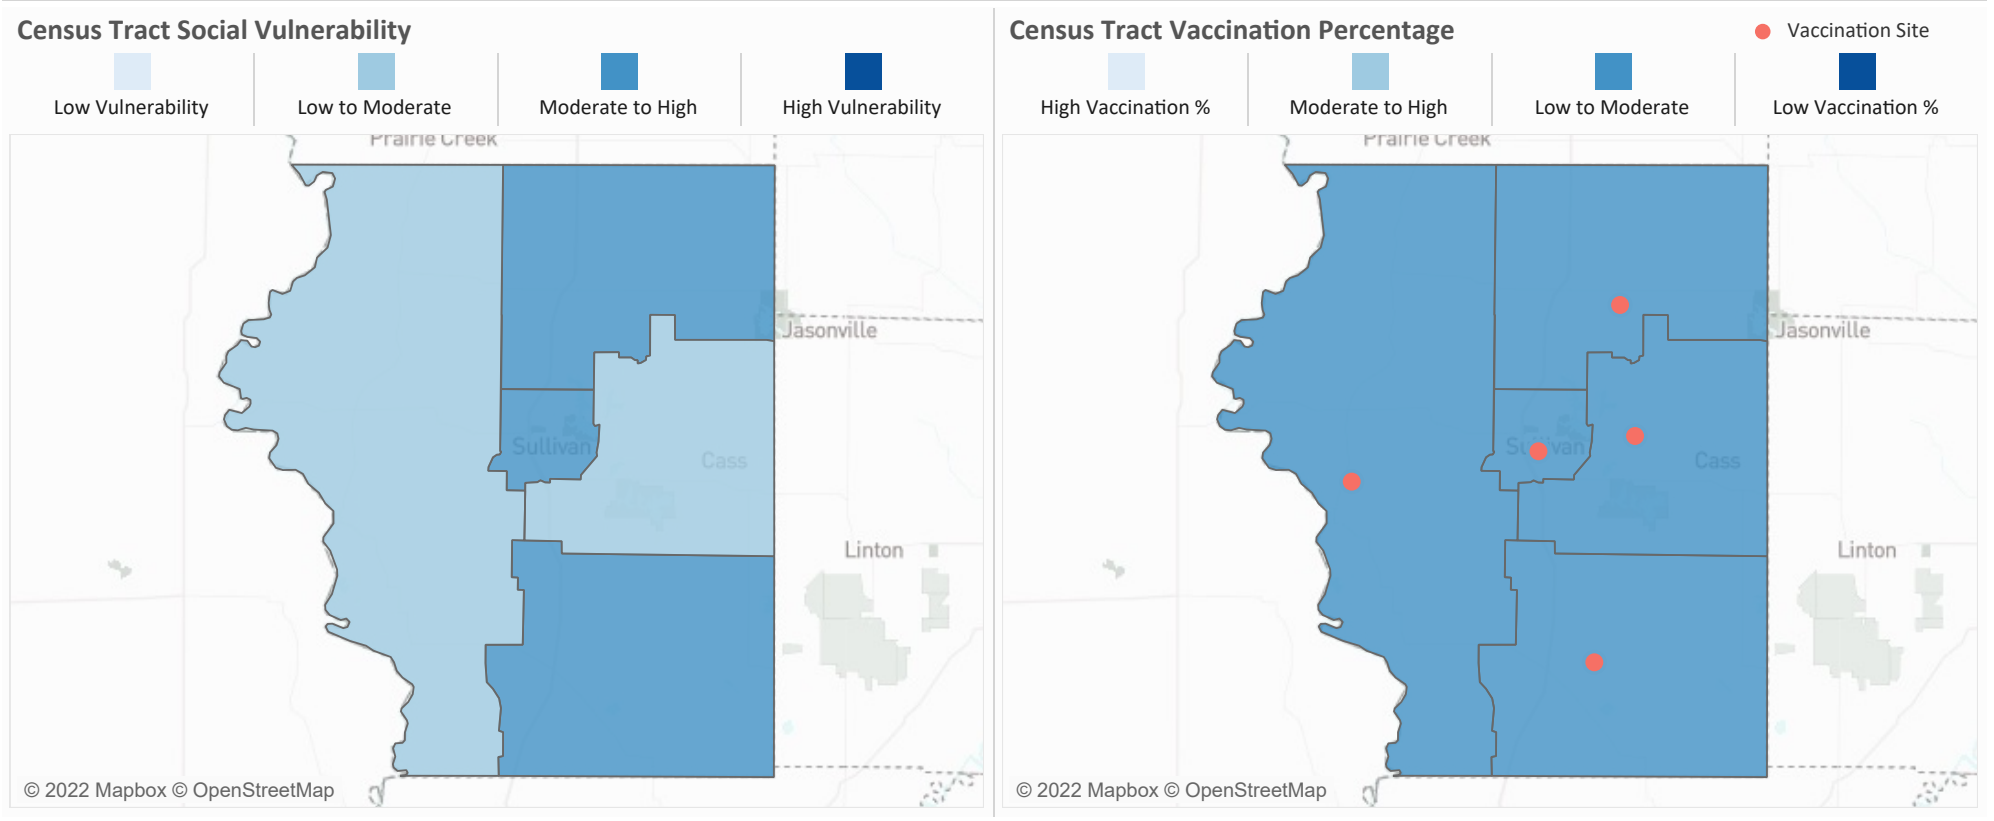 Census Tract Social Vulnerability
Low Vulnerability
Low to Moderate
Moderate to High
High Vulnerability
Prairie Creek
Jasonville
Sullivan
Cass
Linton
© 2022 Mapbox © OpenStreetMap
Census Tract Vaccination Percentage
Vaccination Site
High Vaccination %
Moderate to High
Low to Moderate
Low Vaccination %
Prairie Creek
Jasonville
Sullivan
Cass
Linton
© 2022 Mapbox © OpenStreetMap